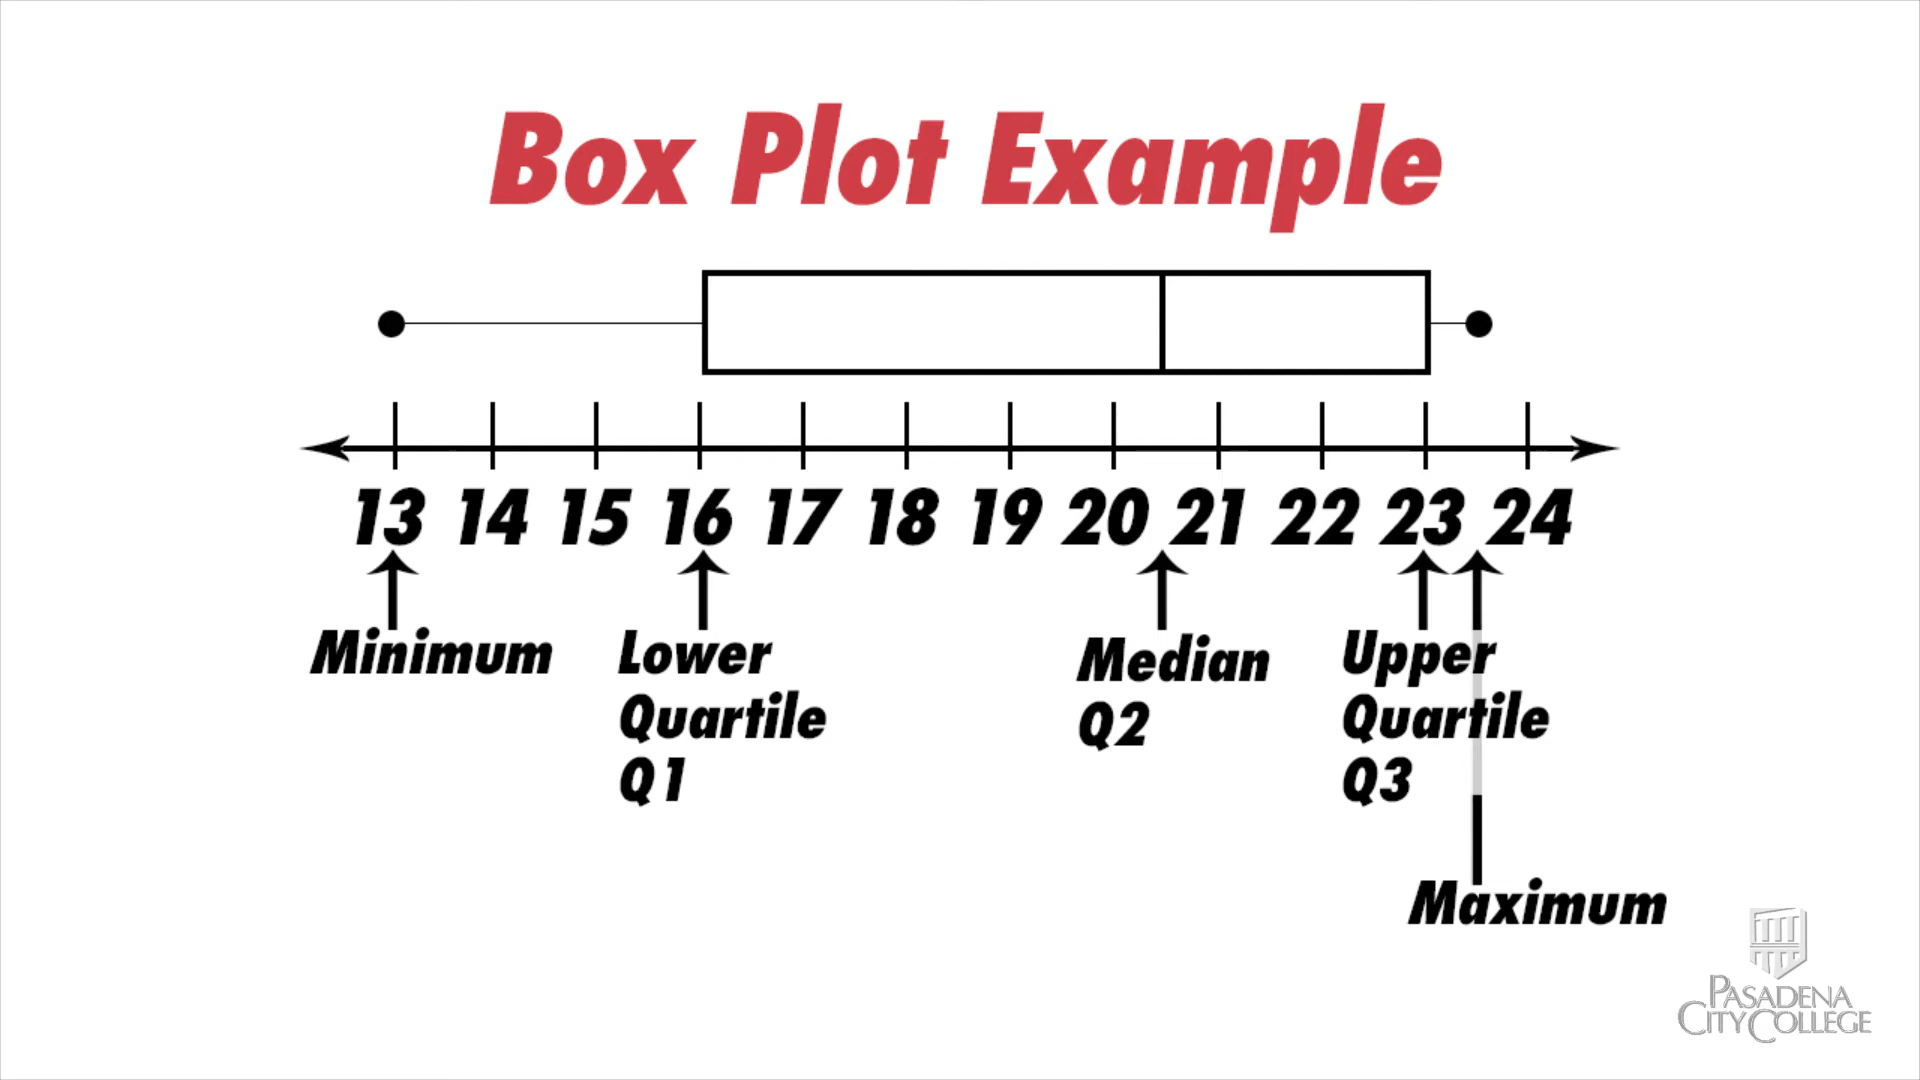 Box Plot Example
13 14 15 16 17 18 19 20 21 22 23 24
Minimum
Lower
Quartile
Q1
Median
Q2
Upper
Quartile
Q3
Maximum
PASADENA
CITY COLLEGE